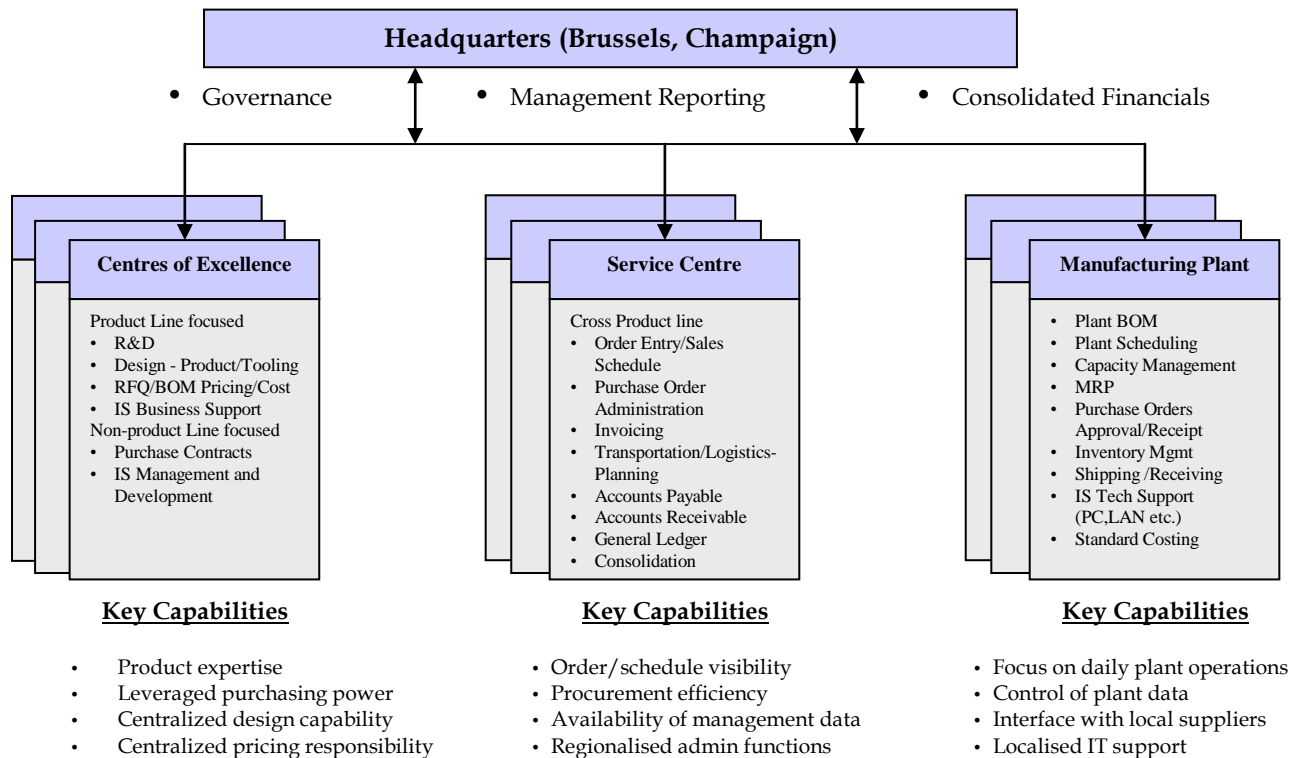 Headquarters (Brussels, Champaign)
• Governance
• Management Reporting
• Consolidated Financials
Centres of Excellence
Product Line focused
• R&D
• Design - Product/Tooling
• RFQ/BOM Pricing/Cost
• IS Business Support
Non-product Line focused
• Purchase Contracts
• IS Management and
Development
Service Centre
Cross Product line
• Order Entry/Sales
Schedule
• Purchase Order
Administration
• Invoicing
• Transportation/Logistics-
Planning
• Accounts Payable
• Accounts Receivable
• General Ledger
• Consolidation
Manufacturing Plant
• Plant BOM
• Plant Scheduling
• Capacity Management
• MRP
• Purchase Orders
Approval/Receipt
• Inventory Mgmt
• Shipping /Receiving
• IS Tech Support
(PC,LAN etc.)
• Standard Costing
Key Capabilities
• Product expertise
• Leveraged purchasing power
• Centralized design capability
• Centralized pricing responsibility
Key Capabilities
• Order/schedule visibility
• Procurement efficiency
• Availability of management data
• Regionalised admin functions
Key Capabilities
• Focus on daily plant operations
• Control of plant data
• Interface with local suppliers
• Localised IT support